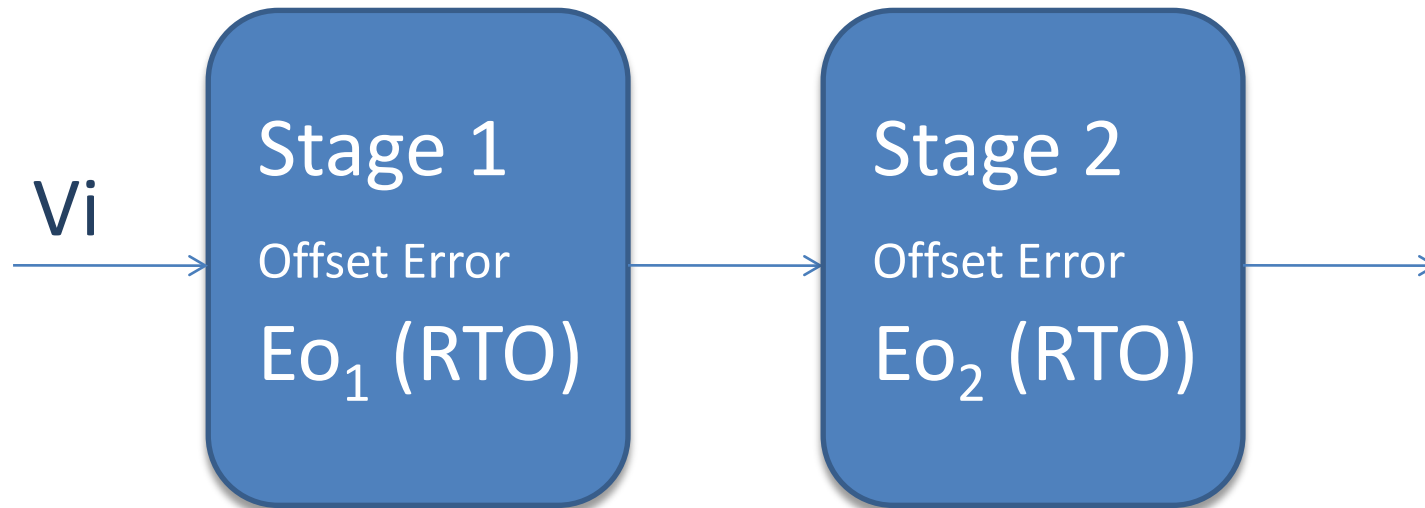 Vi
Stage 1
Offset Error
Eo₁ (RTO)
Stage 2
Offset Error
Eo₂ (RTO)